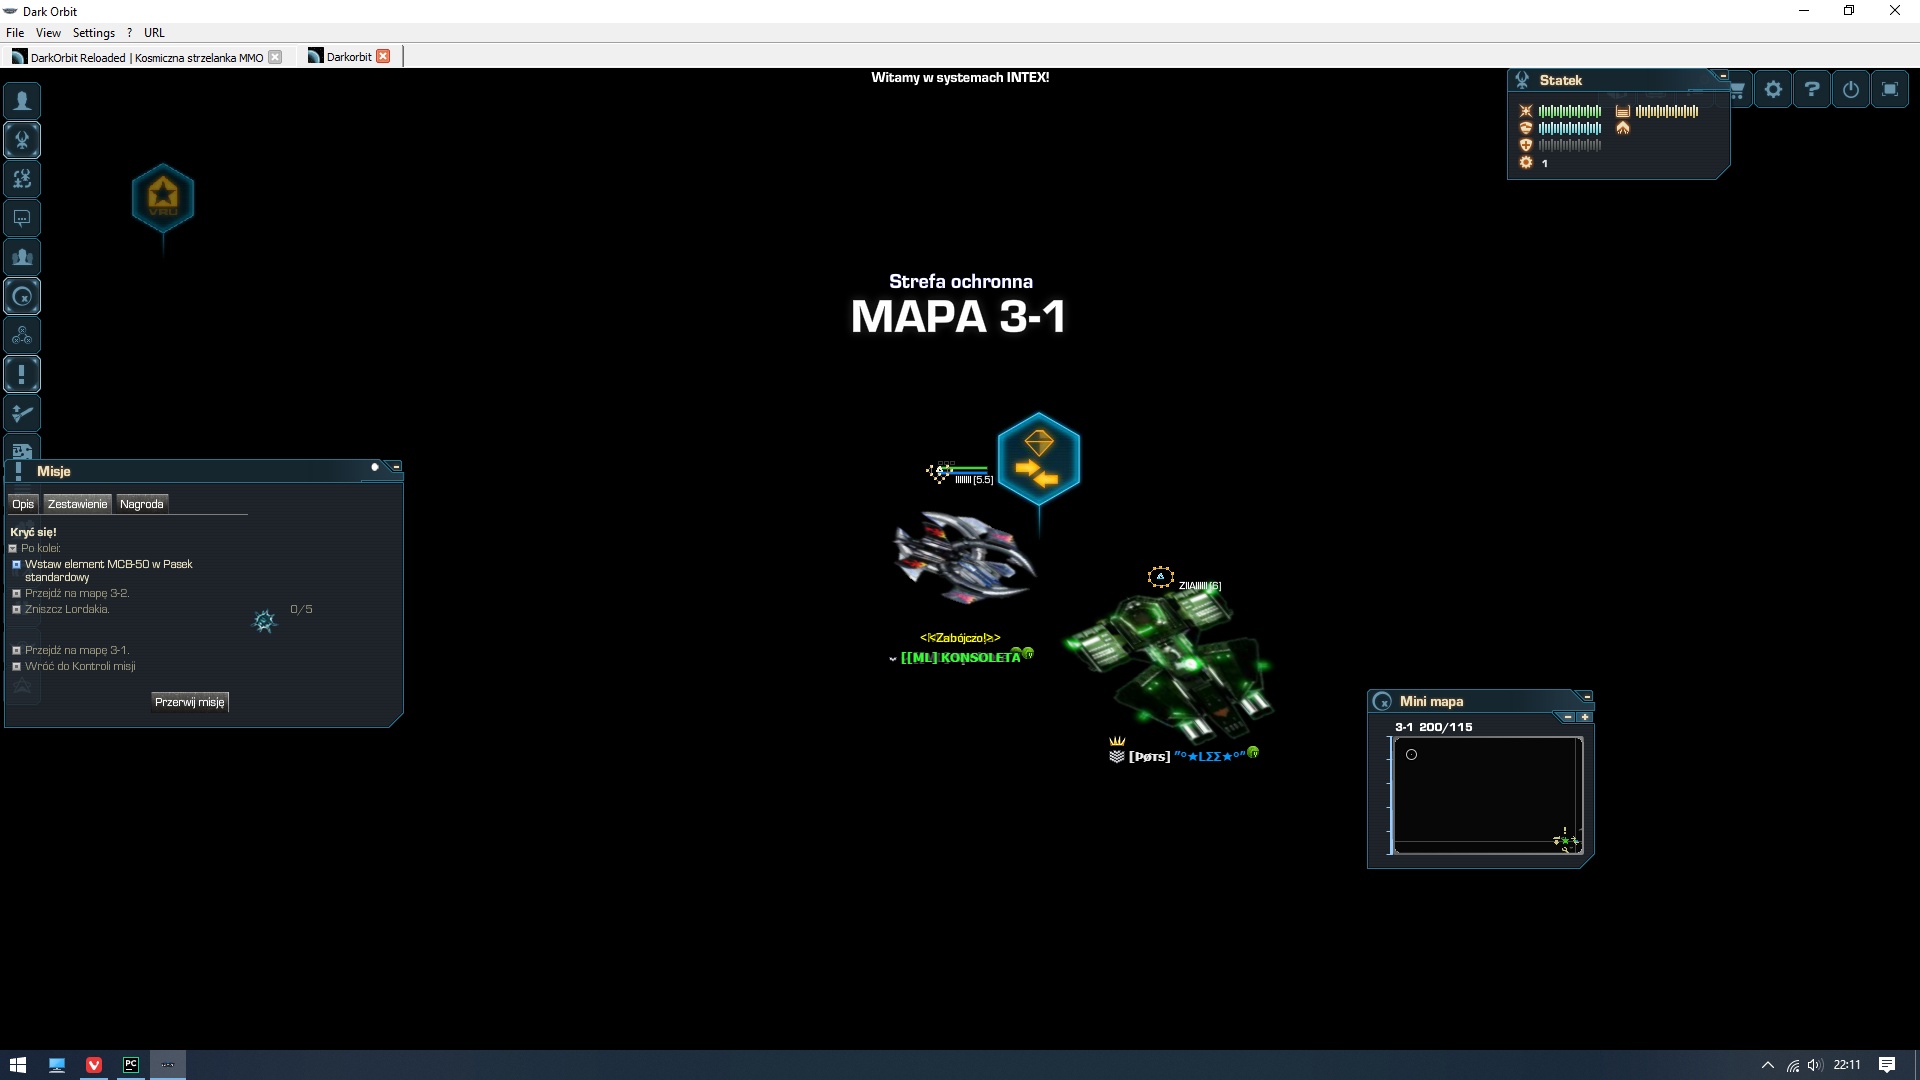 Dark Orbit
File View Settings ? URL
DarkOrbit Reloaded | Kosmiczna strzelanka MMO
Darkorbit
Witamy w systemach INTEX!
Statek
1
VRU
Strefa ochronna
MAPA 3-1
[5.5]
Misje
Opis Zestawienie Nagroda
Kryć się!
Po kolei:
Wstaw element MCB-50 w Pasek
standardowy
Przejdź na mapę 3-2.
Zniszcz Lordakia. 0/5
Przejdź na mapę 3-1.
Wróć do Kontroli misji
Przerwij misję
[6]
<Zabójczo!>
[ML] KONSOLETA
[PØTS] "°★LΣΣ★°"
Mini mapa
3-1 200/115
PC
22:11